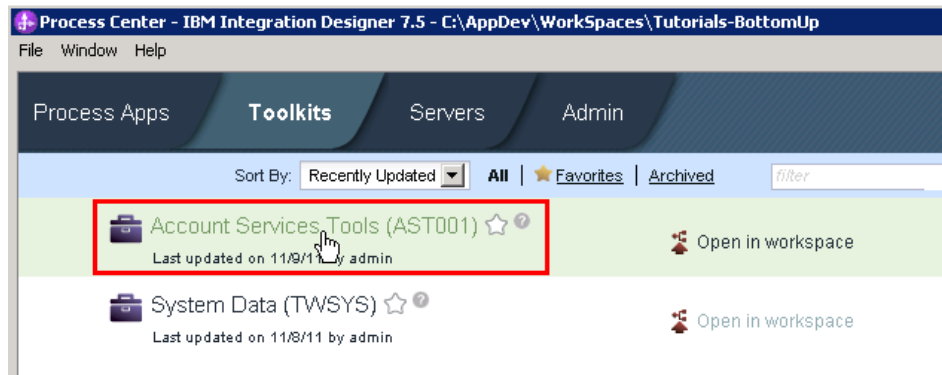 Process Center - IBM Integration Designer 7.5 - C:\AppDev\WorkSpaces\Tutorials-BottomUp
File Window Help
Process Apps Toolkits Servers Admin
Sort By: Recently Updated All | Favorites | Archived filter
Account Services Tools (AST001) ?
Open in workspace
Last updated on 11/9/11 by admin
System Data (TWSYS) ?
Open in workspace
Last updated on 11/8/11 by admin